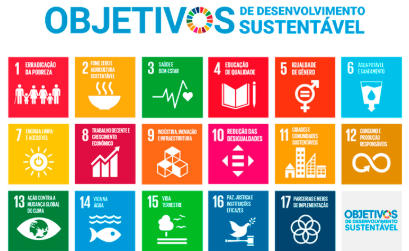 OBJETIVOS
DE DESENVOLVIMENTO
SUSTENTÁVEL
1 ERRADICAÇÃO
DA POBREZA
2 FOME ZERO E
AGRICULTURA
SUSTENTÁVEL
3 SAÚDE E
BEM-ESTAR
4 EDUCAÇÃO
DE QUALIDADE
5 IGUALDADE
DE GÊNERO
6 ÁGUA POTÁVEL
E SANEAMENTO
7 ENERGIA LIMPA
E ACESSÍVEL
8 TRABALHO DECENTE E
CRESCIMENTO
ECONÔMICO
9 INDÚSTRIA, INOVAÇÃO
E INFRAESTRUTURA
10 REDUÇÃO DAS
DESIGUALDADES
11 CIDADES E
COMUNIDADES
SUSTENTÁVEIS
12 CONSUMO E
PRODUÇÃO
RESPONSÁVEIS
13 AÇÃO CONTRA A
MUDANÇA GLOBAL
DO CLIMA
14 VIDA NA
ÁGUA
15 VIDA
TERRESTRE
16 PAZ, JUSTIÇA E
INSTITUIÇÕES
EFICAZES
17 PARCERIAS E MEIOS
DE IMPLEMENTAÇÃO
OBJETIVOS
DE DESENVOLVIMENTO
SUSTENTÁVEL